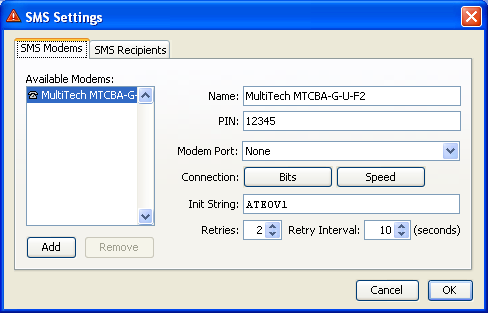 SMS Settings
SMS Modems SMS Recipients
Available Modems:
MultiTech MTCBA-G-
Name: MultiTech MTCBA-G-U-F2
PIN: 12345
Modem Port: None
Connection: Bits Speed
Init String: ATE0V1
Retries: 2 Retry Interval: 10 (seconds)
Add Remove
Cancel OK